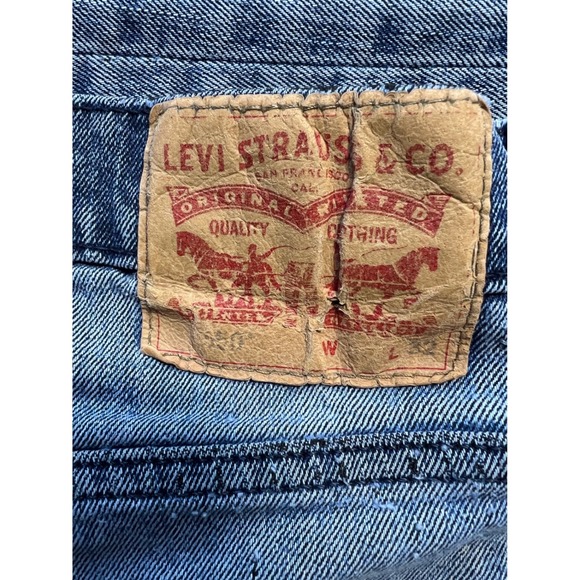 LEVI STRAUSS & CO.
SAN FRANCISCO
CAL.
ORIGINAL RIVETED
QUALITY CLOTHING
W L